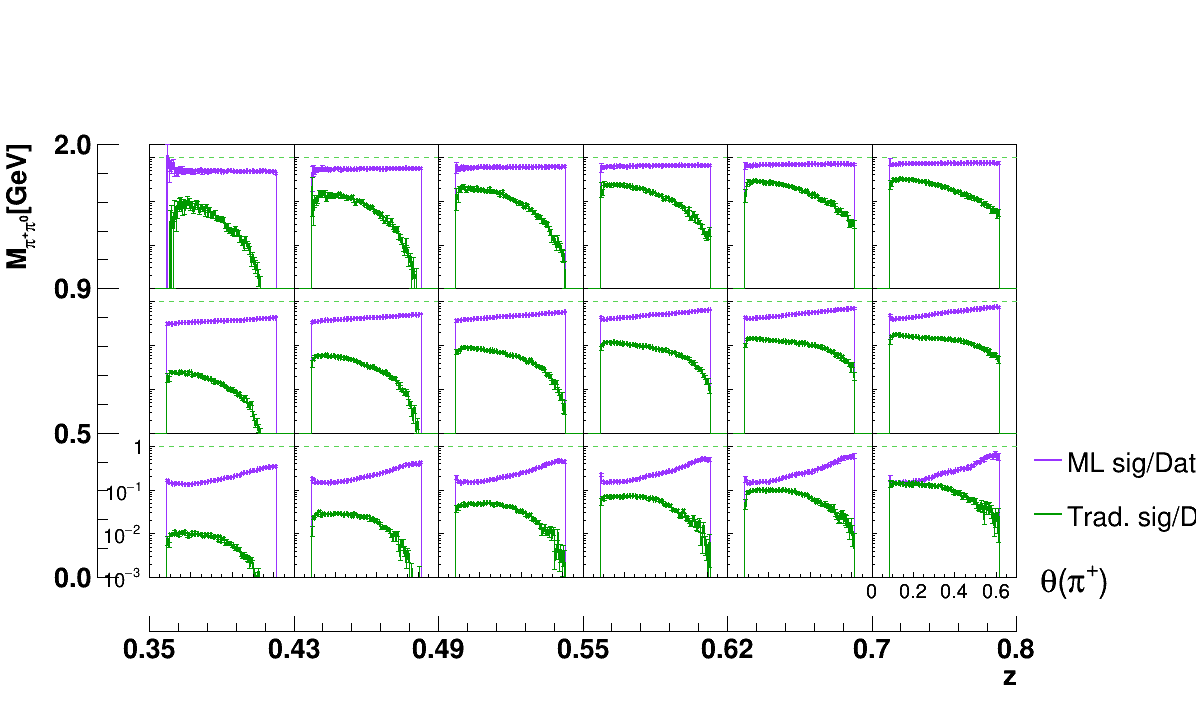 M_{π⁺π⁰}[GeV]
2.0
0.9
0.5
1
10⁻¹
10⁻²
10⁻³
0.0
ML sig/Dat
Trad. sig/D
θ(π⁺)
0 0.2 0.4 0.6
0.35 0.43 0.49 0.55 0.62 0.7 0.8
z